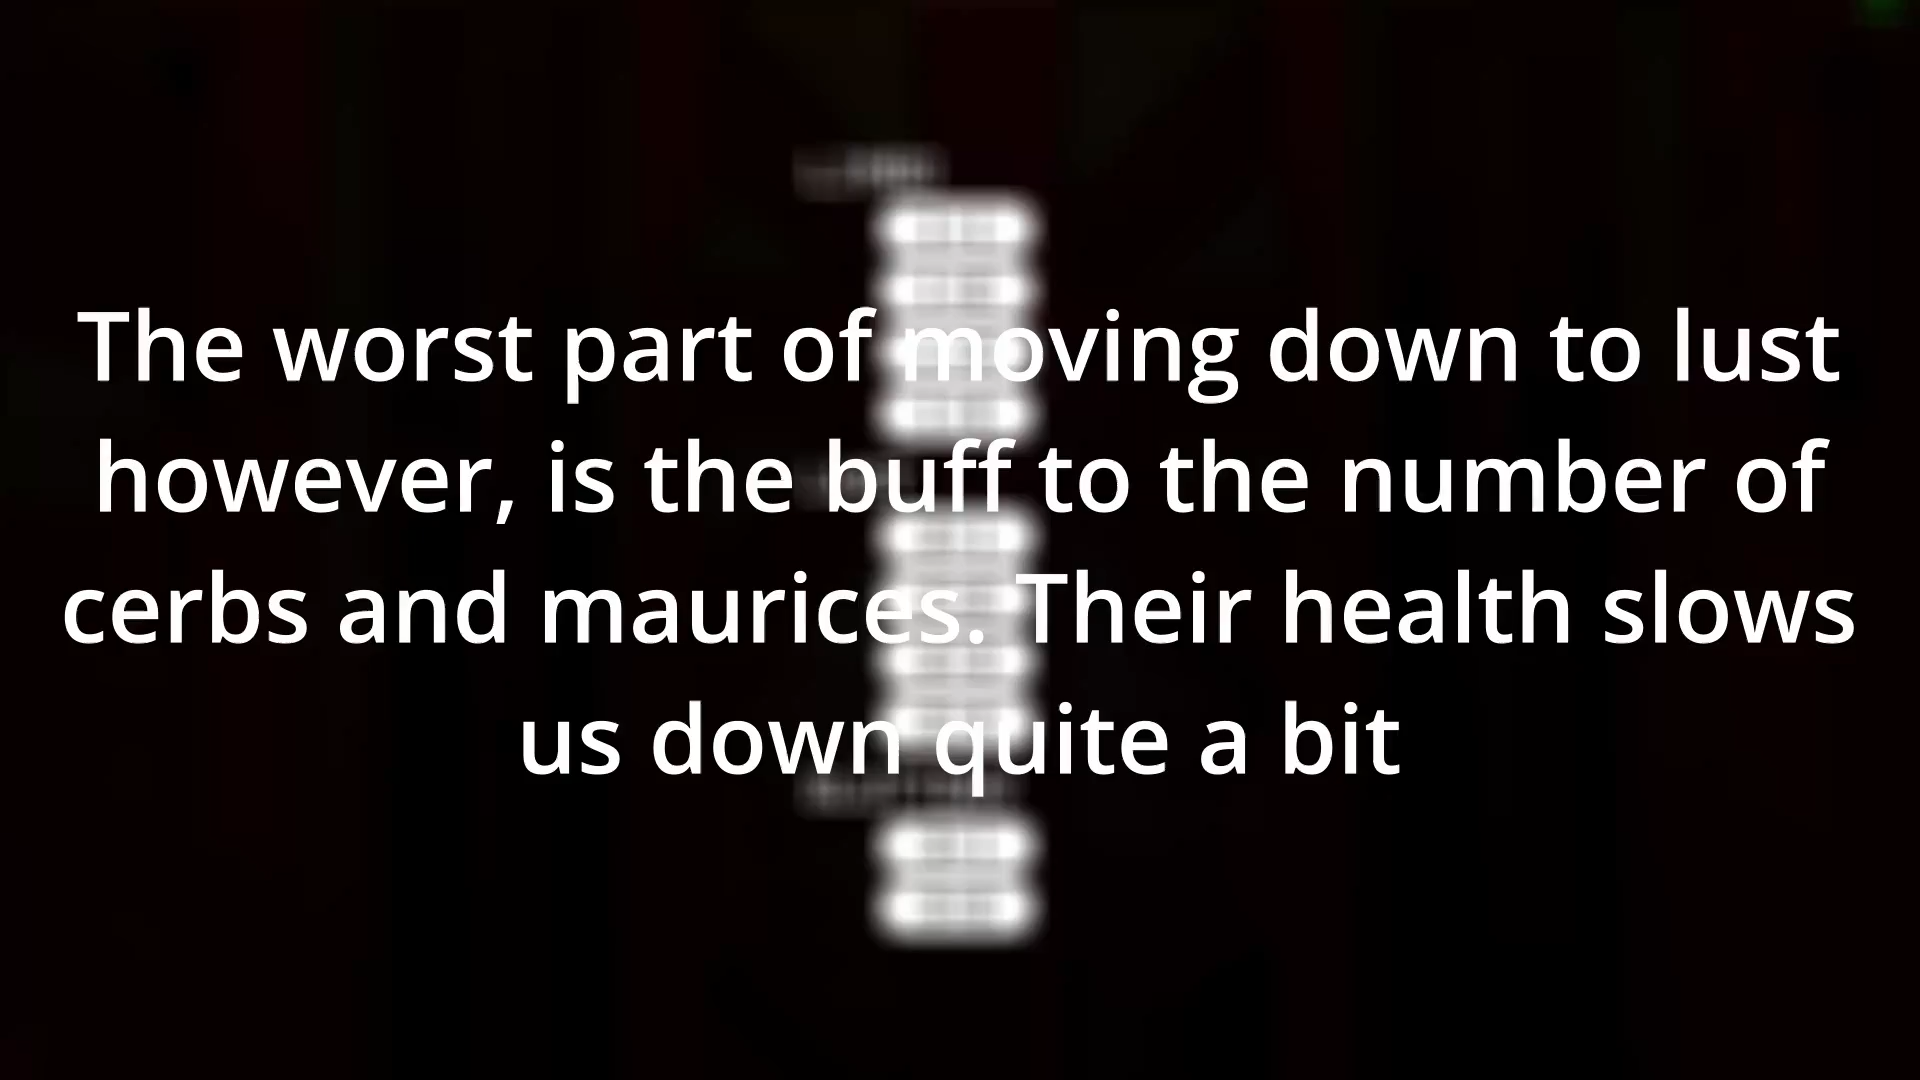 The worst part of moving down to lust
however, is the buff to the number of
cerbs and maurices. Their health slows
us down quite a bit